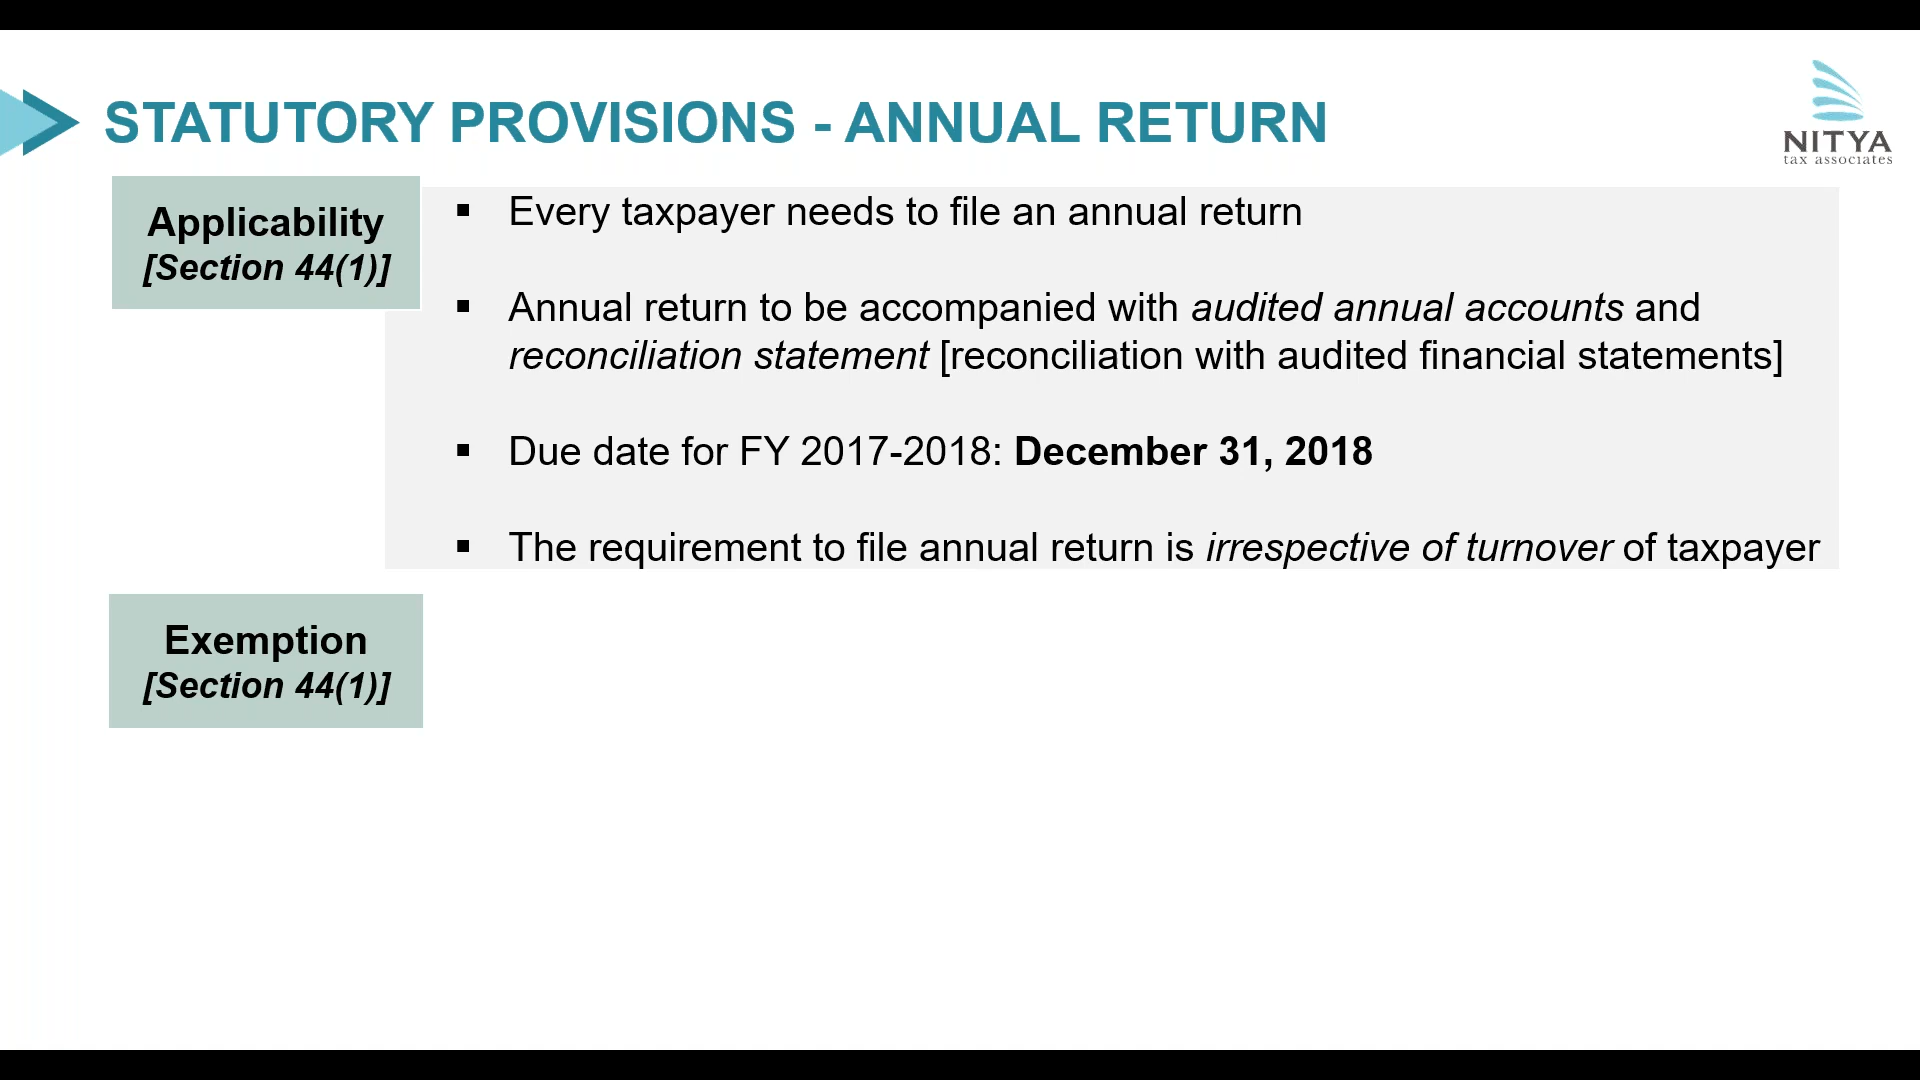 STATUTORY PROVISIONS - ANNUAL RETURN
NITYA
tax associates
Applicability
[Section 44(1)]
▪ Every taxpayer needs to file an annual return
▪ Annual return to be accompanied with audited annual accounts and
reconciliation statement [reconciliation with audited financial statements]
▪ Due date for FY 2017-2018: December 31, 2018
▪ The requirement to file annual return is irrespective of turnover of taxpayer
Exemption
[Section 44(1)]